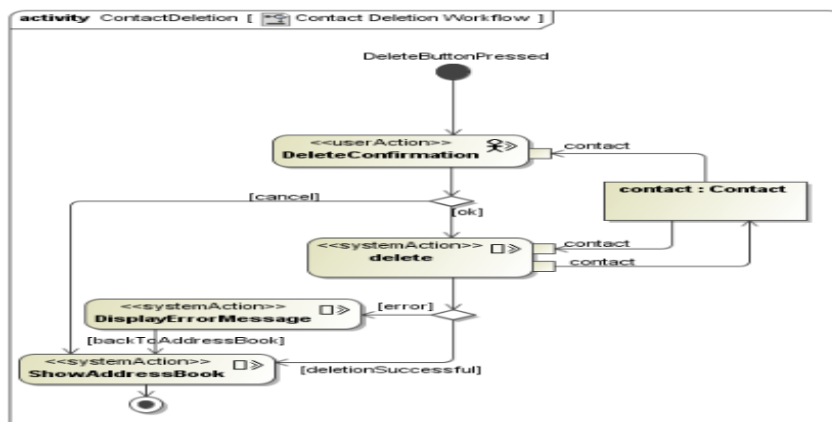 activity ContactDeletion [ Contact Deletion Workflow ]
DeleteButtonPressed
<<userAction>>
DeleteConfirmation
contact
contact : Contact
[cancel]
[ok]
<<systemAction>>
delete
contact
contact
<<systemAction>>
DisplayErrorMessage
[error]
[backToAddressBook]
<<systemAction>>
ShowAddressBook
[deletionSuccessful]